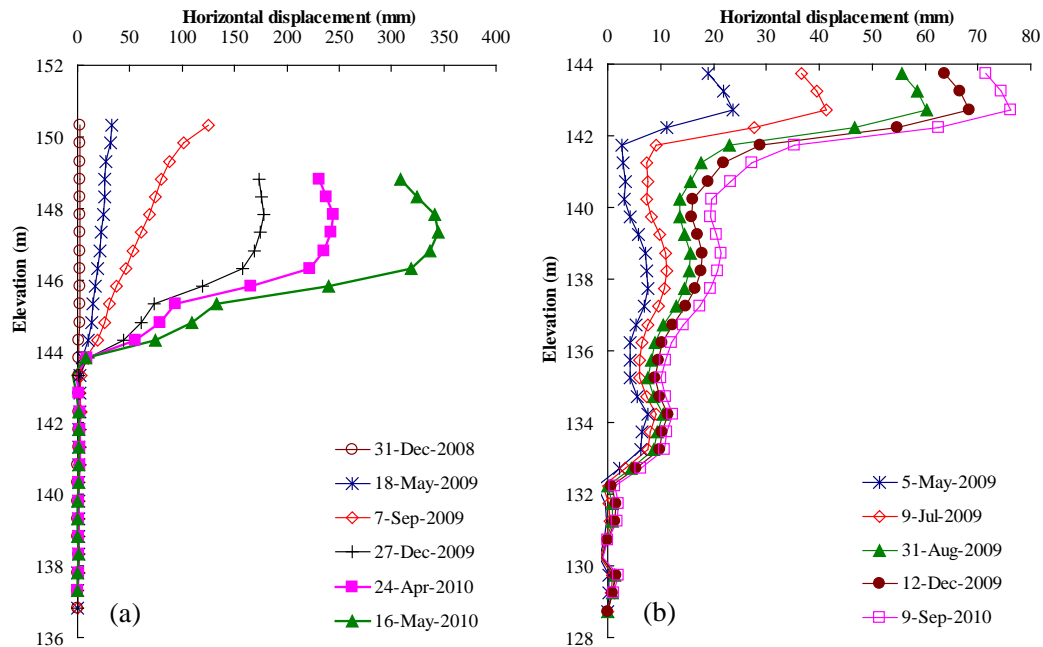 Horizontal displacement (mm)
0 50 100 150 200 250 300 350 400
152
150
148
146
144
142
140
138
136
Elevation (m)
31-Dec-2008
18-May-2009
7-Sep-2009
27-Dec-2009
24-Apr-2010
16-May-2010
(a)
Horizontal displacement (mm)
0 10 20 30 40 50 60 70 80
144
142
140
138
136
134
132
130
128
Elevation (m)
5-May-2009
9-Jul-2009
31-Aug-2009
12-Dec-2009
9-Sep-2010
(b)